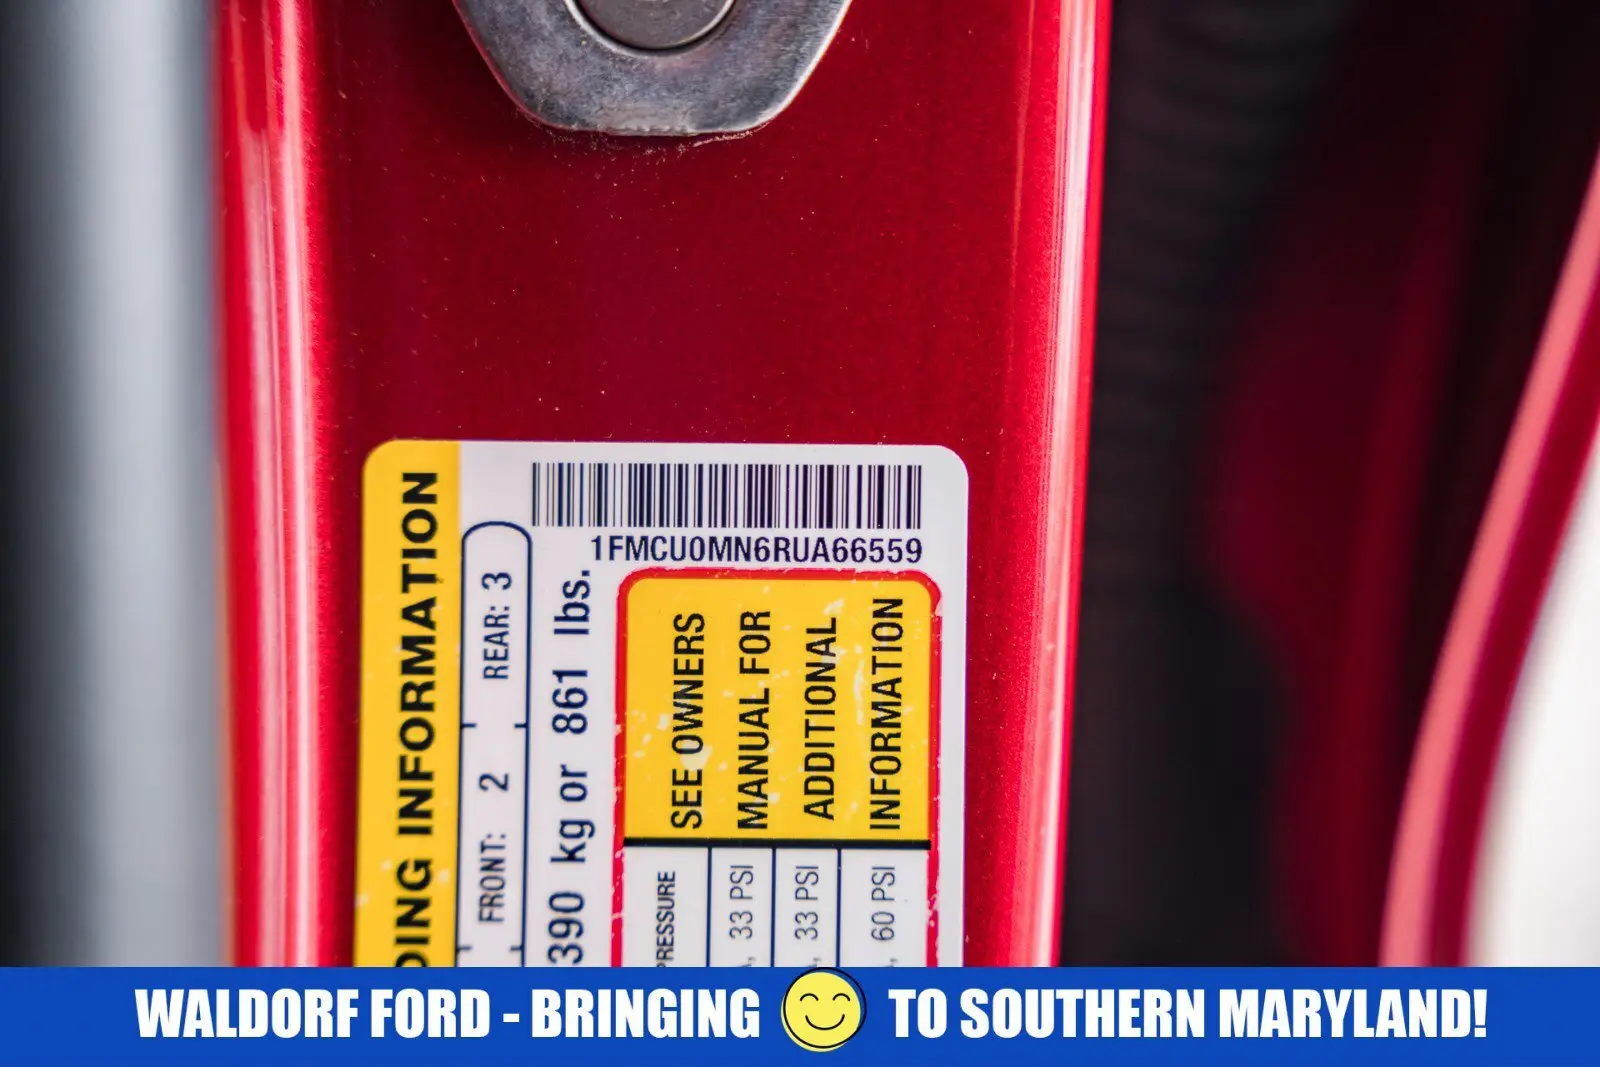 1FMCU0MN6RUA66559
DING INFORMATION
FRONT: 2 REAR: 3
390 kg or 861 lbs.
SEE OWNERS
MANUAL FOR
ADDITIONAL
INFORMATION
PRESSURE
33 PSI
33 PSI
60 PSI
WALDORF FORD - BRINGING TO SOUTHERN MARYLAND!